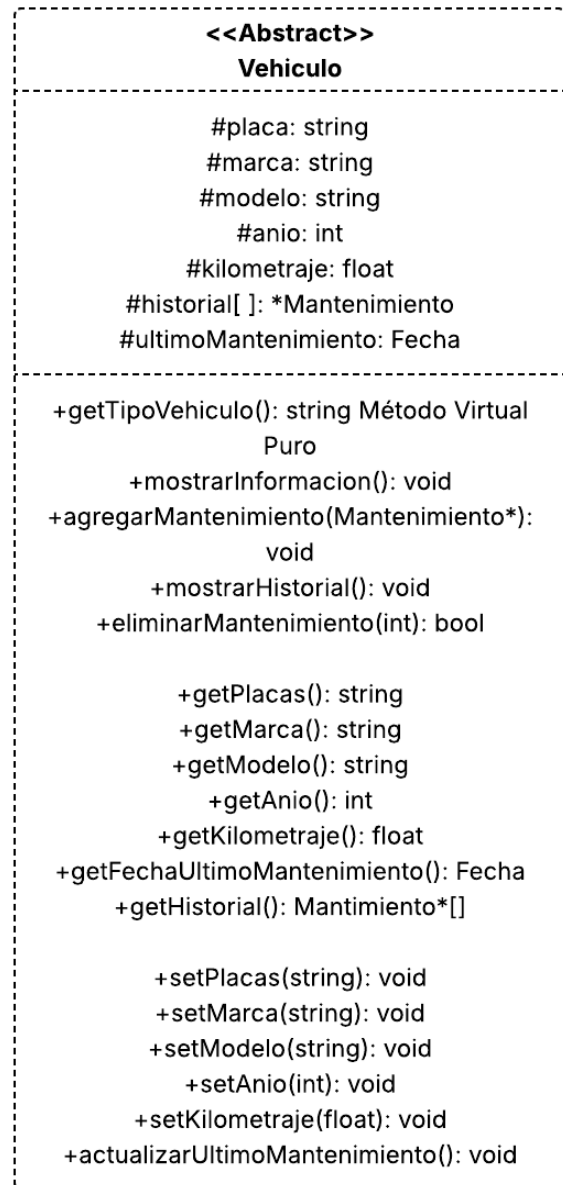 <<Abstract>>
Vehiculo
#placa: string
#marca: string
#modelo: string
#anio: int
#kilometraje: float
#historial[ ]: *Mantenimiento
#ultimoMantenimiento: Fecha
+getTipoVehiculo(): string Método Virtual
Puro
+mostrarInformacion(): void
+agregarMantenimiento(Mantenimiento*):
void
+mostrarHistorial(): void
+eliminarMantenimiento(int): bool
+getPlacas(): string
+getMarca(): string
+getModelo(): string
+getAnio(): int
+getKilometraje(): float
+getFechaUltimoMantenimiento(): Fecha
+getHistorial(): Mantimiento*[]
+setPlacas(string): void
+setMarca(string): void
+setModelo(string): void
+setAnio(int): void
+setKilometraje(float): void
+actualizarUltimoMantenimiento(): void